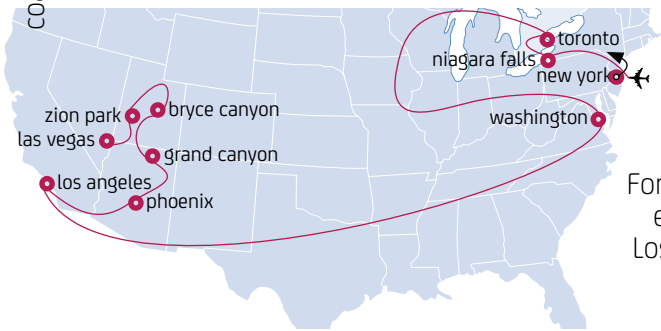 toronto
niagara falls
new york
bryce canyon
zion park
washington
las vegas
grand canyon
los angeles
phoenix